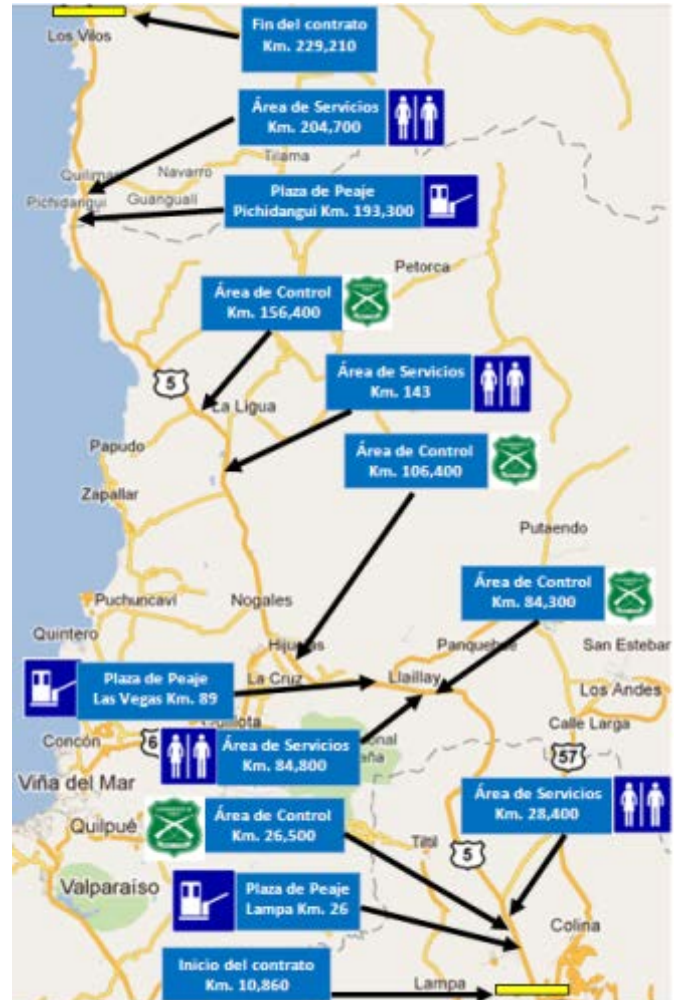 Los Vilos
Fin del contrato
Km. 229,210
Área de Servicios
Km. 204,700
Tilama
Quilimarí
Navarro
Pichidangui
Guanguali
Plaza de Peaje
Pichidangui Km. 193,300
Petorca
Área de Control
Km. 156,400
5
La Ligua
Área de Servicios
Km. 143
Papudo
Área de Control
Km. 106,400
Zapallar
Putaendo
Área de Control
Km. 84,300
Puchuncaví
Nogales
Quintero
Hijuelas
Panquehue
San Esteban
Plaza de Peaje
Las Vegas Km. 89
La Cruz
Llaillay
Los Andes
Calle Larga
Concón
6
Área de Servicios
Km. 84,800
57
Viña del Mar
Área de Servicios
Km. 28,400
Quilpué
Área de Control
Km. 26,500
Tiltil
5
Valparaíso
Plaza de Peaje
Lampa Km. 26
Colina
Inicio del contrato
Km. 10,860
Lampa